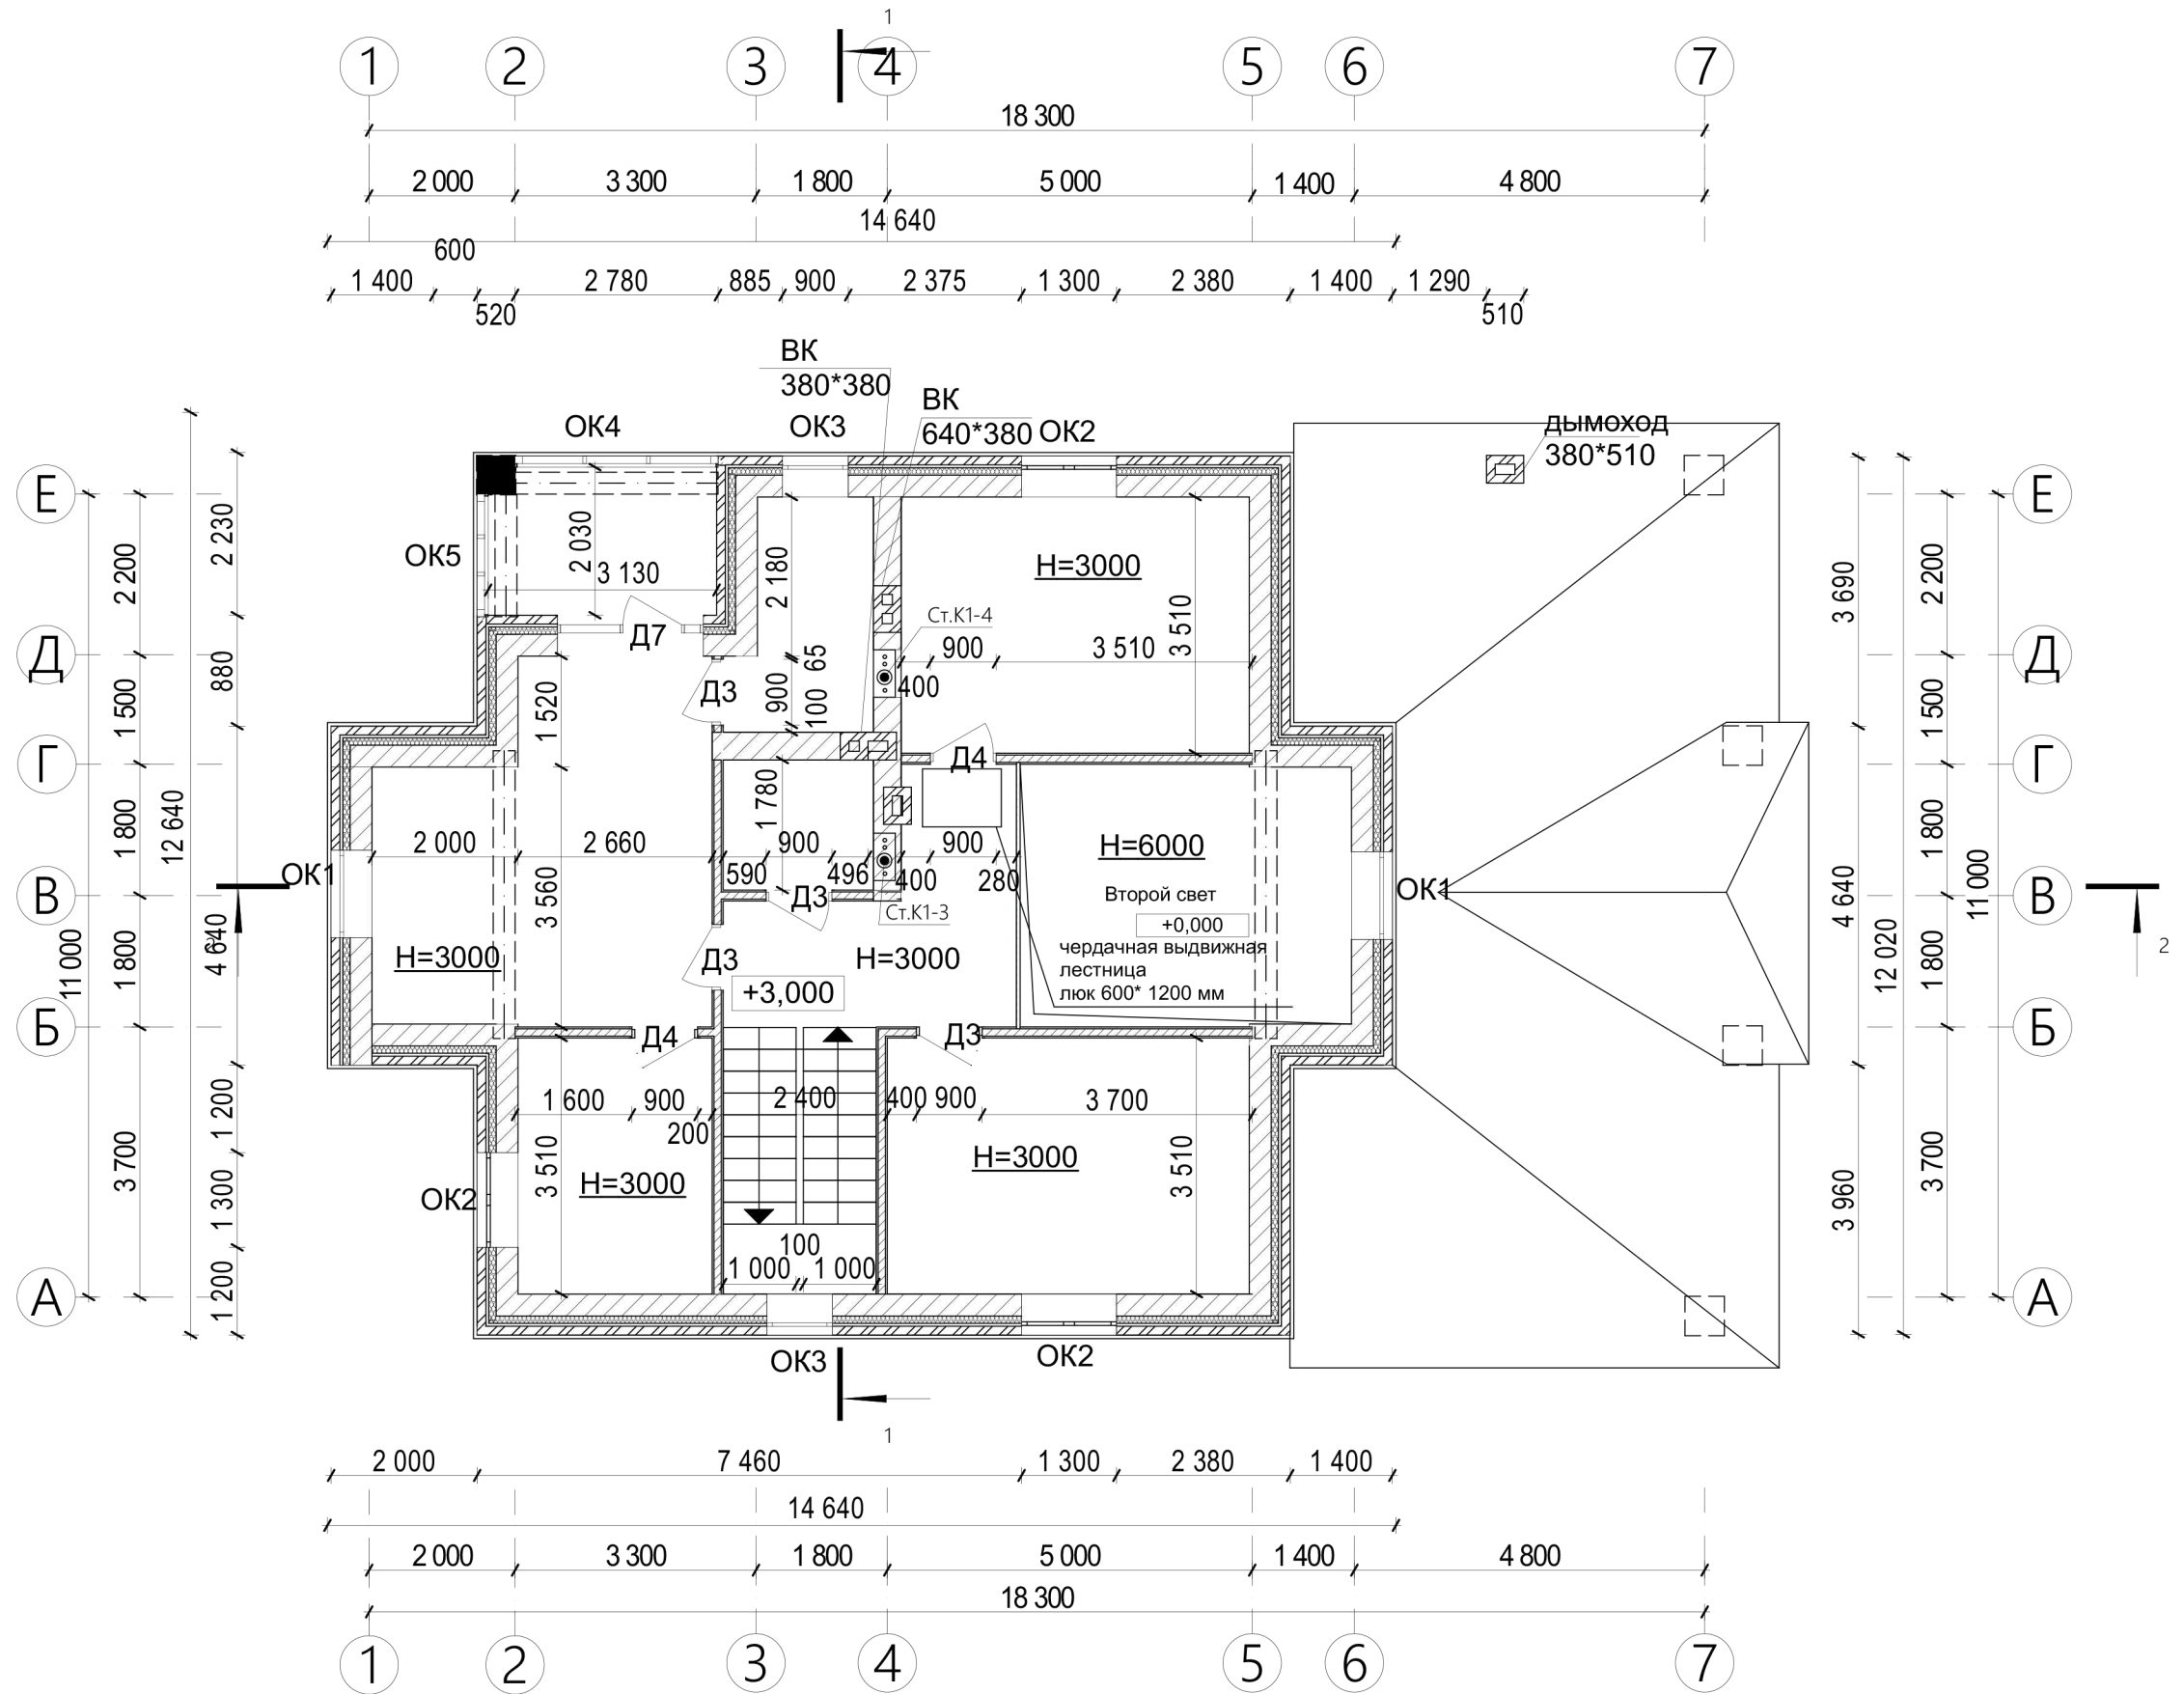 1
1 2 3 4 5 6 7
18 300
2 000 3 300 1 800 5 000 1 400 4 800
14 640
600
1 400 2 780 885 900 2 375 1 300 2 380 1 400 1 290
520 510
ВК
380*380
ВК
640*380
ОК4 ОК3 ОК2
дымоход
380*510
Е Е
ОК5
2 030
3 130
2 180
Н=3000
3 510
2 230
2 200
3 690
2 200
Ст.К1-4
Д7
900 3 510
400
Д Д
65
Д3
900
100
1 520
880
1 500
1 500
Г Г
Д4
12 640
1 800
1 780
2 000 2 660 900 900
590 496 400 280
Н=6000
1 800
ОК1
3 560
Д3
Второй свет
ОК1
4 640
11 000
В В
Ст.К1-3
+0,000
12 020
11 000
4 640
2
2
1 800
1 800
Н=3000
Д3
Н=3000
чердачная выдвижная
лестница
люк 600* 1200 мм
+3,000
Б Б
Д4
Д3
1 600 900 2 400 400 900 3 700
200
1 200
3 700
3 510
3 510
3 700
3 960
Н=3000
Н=3000
ОК2
1 300
1 200
100
1 000 1 000
А А
ОК3 ОК2
1
2 000 7 460 1 300 2 380 1 400
14 640
2 000 3 300 1 800 5 000 1 400 4 800
18 300
1 2 3 4 5 6 7